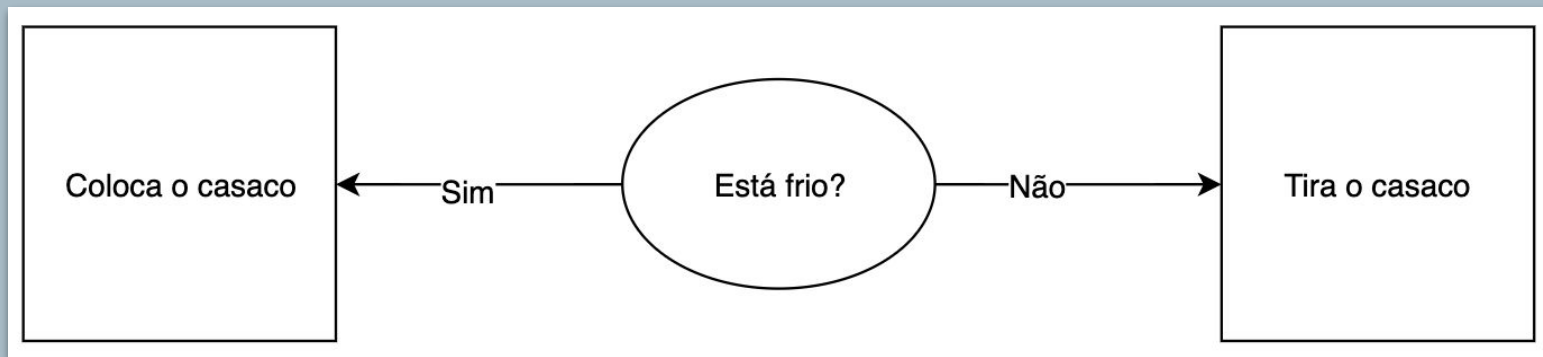 Coloca o casaco
Sim
Está frio?
Não
Tira o casaco